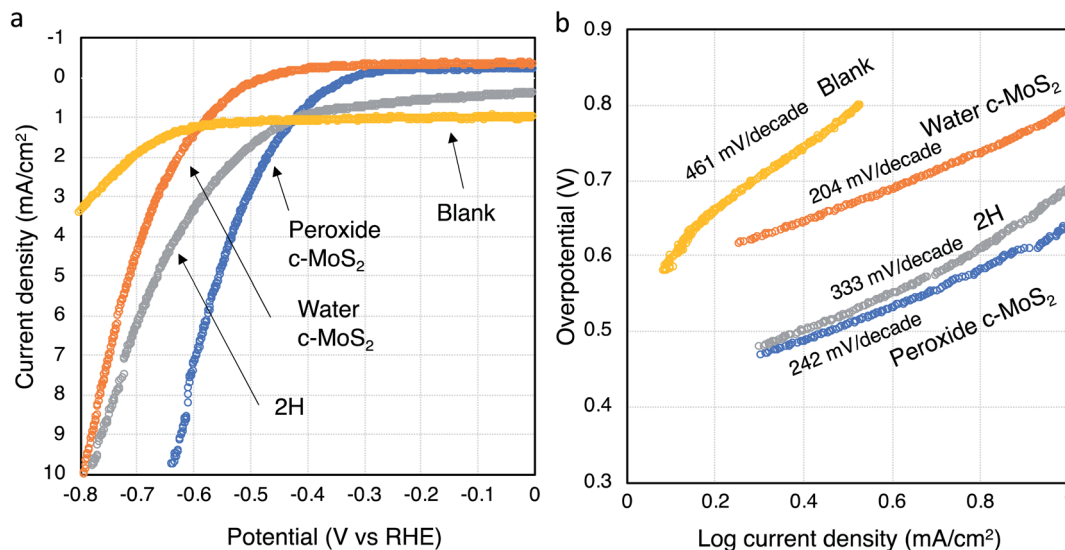 a
Current density (mA/cm²)
-1
0
1
2
3
4
5
6
7
8
9
10
-0.8 -0.7 -0.6 -0.5 -0.4 -0.3 -0.2 -0.1 0
Potential (V vs RHE)
Blank
Peroxide
c-MoS₂
Water
c-MoS₂
2H
b
Overpotential (V)
0.9
0.8
0.7
0.6
0.5
0.4
0.3
0 0.2 0.4 0.6 0.8 1
Log current density (mA/cm²)
461 mV/decade Blank
204 mV/decade Water c-MoS₂
333 mV/decade 2H
242 mV/decade Peroxide c-MoS₂